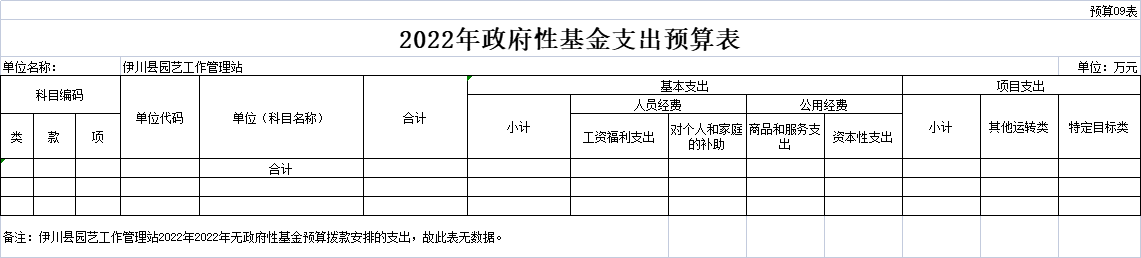 预算09表
2022年政府性基金支出预算表
单位名称： 伊川县园艺工作管理站 单位：万元
科目编码 单位代码 单位（科目名称） 合计 基本支出 项目支出
小计 人员经费 公用经费 小计 其他运转类 特定目标类
类 款 项 工资福利支出 对个人和家庭的补助 商品和服务支出 资本性支出
合计
备注：伊川县园艺工作管理站2022年2022年无政府性基金预算拨款安排的支出，故此表无数据。